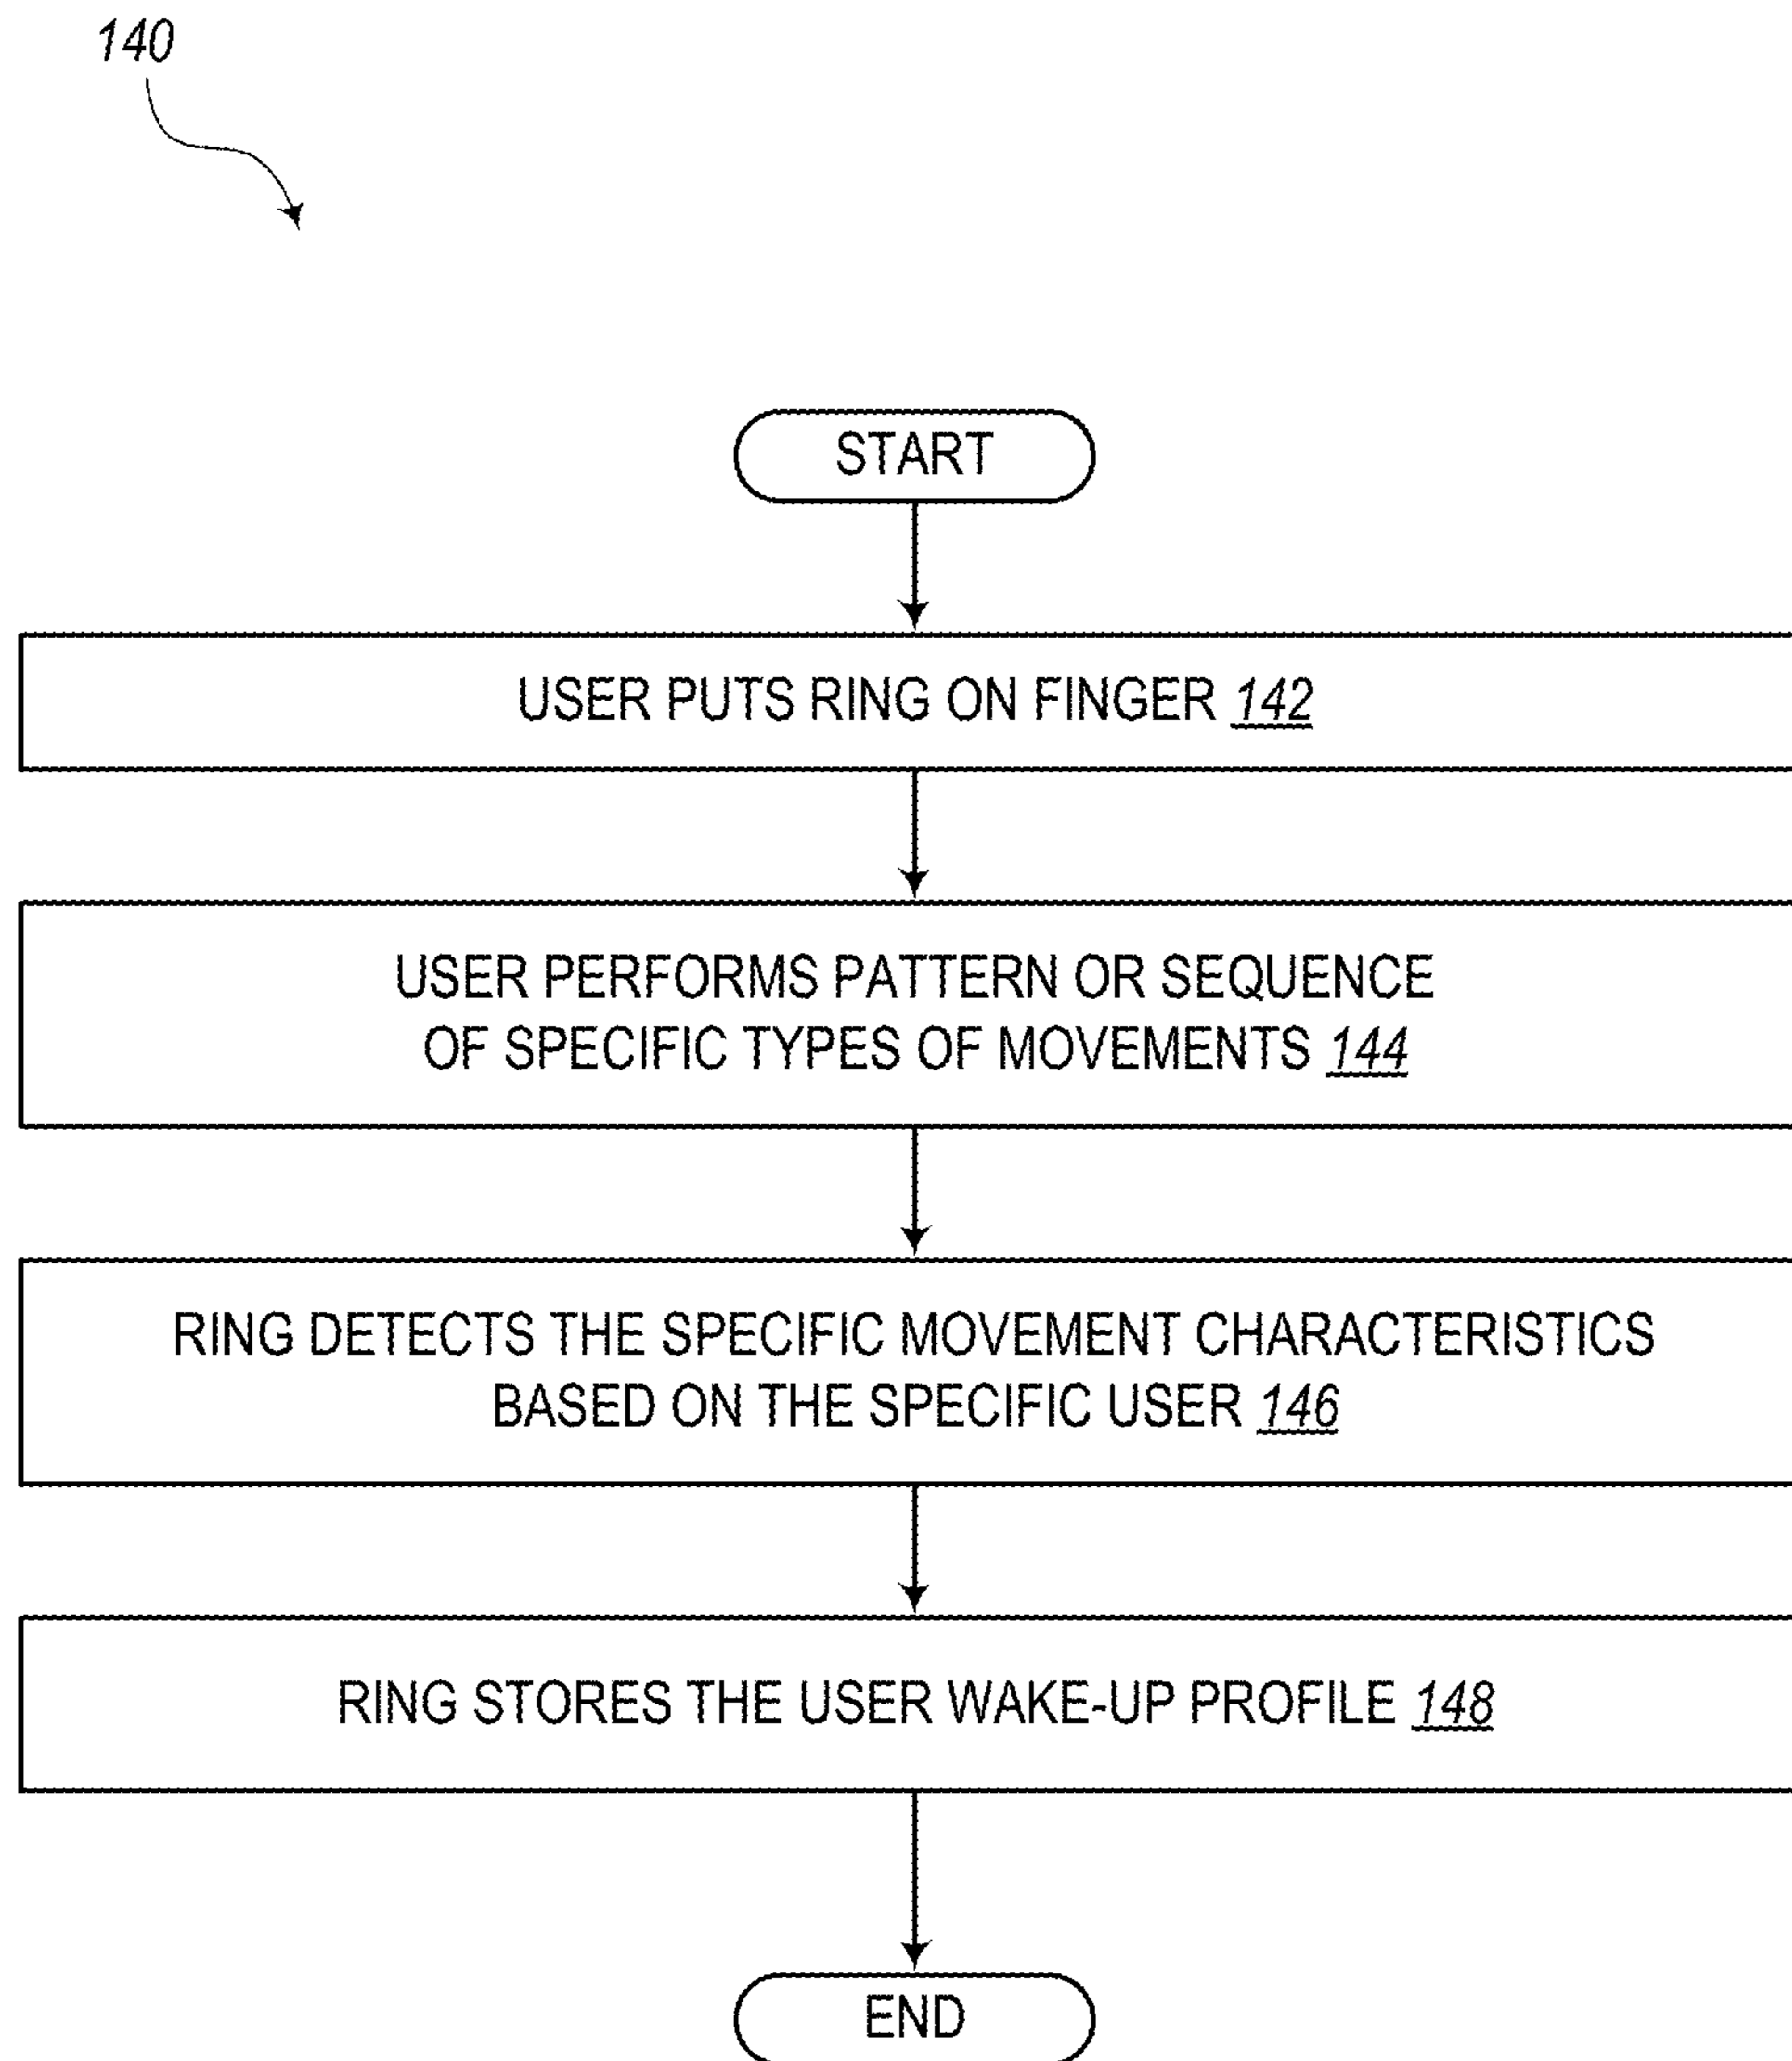 140
START
USER PUTS RING ON FINGER 142
USER PERFORMS PATTERN OR SEQUENCE
OF SPECIFIC TYPES OF MOVEMENTS 144
RING DETECTS THE SPECIFIC MOVEMENT CHARACTERISTICS
BASED ON THE SPECIFIC USER 146
RING STORES THE USER WAKE-UP PROFILE 148
END